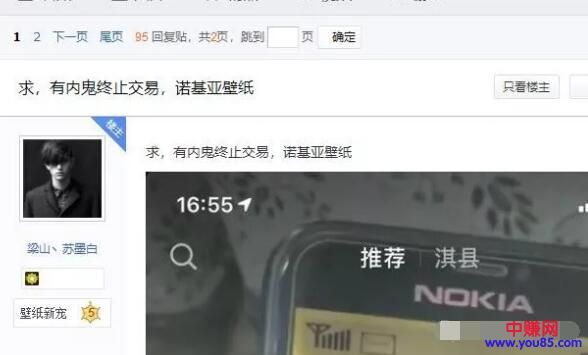 1 2 下一页 尾页 95 回复贴，共2页，跳到 页 确定
求，有内鬼终止交易，诺基亚壁纸
只看楼主
楼主
求，有内鬼终止交易，诺基亚壁纸
16:55
推荐 淇县
NOKIA
梁山丶苏墨白
壁纸新宠 5
中赚网
www.you85.com